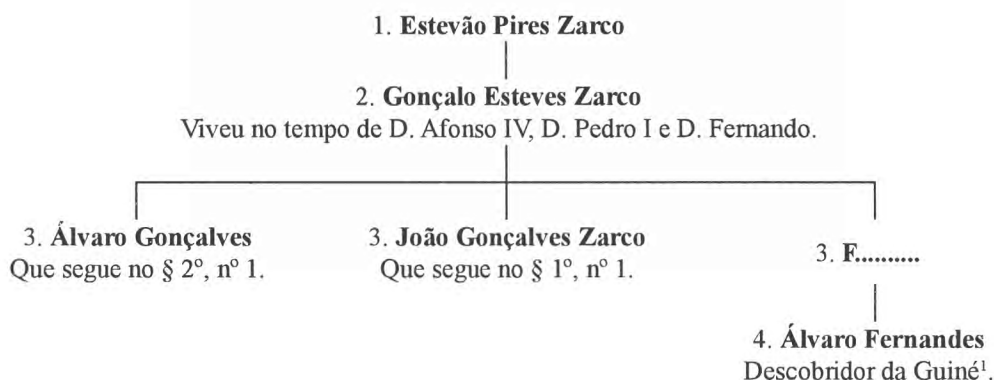 1. Estevão Pires Zarco
2. Gonçalo Esteves Zarco
Viveu no tempo de D. Afonso IV, D. Pedro I e D. Fernando.
3. Álvaro Gonçalves
Que segue no § 2º, nº 1.
3. João Gonçalves Zarco
Que segue no § 1º, nº 1.
3. F..........
4. Álvaro Fernandes
Descobridor da Guiné¹.